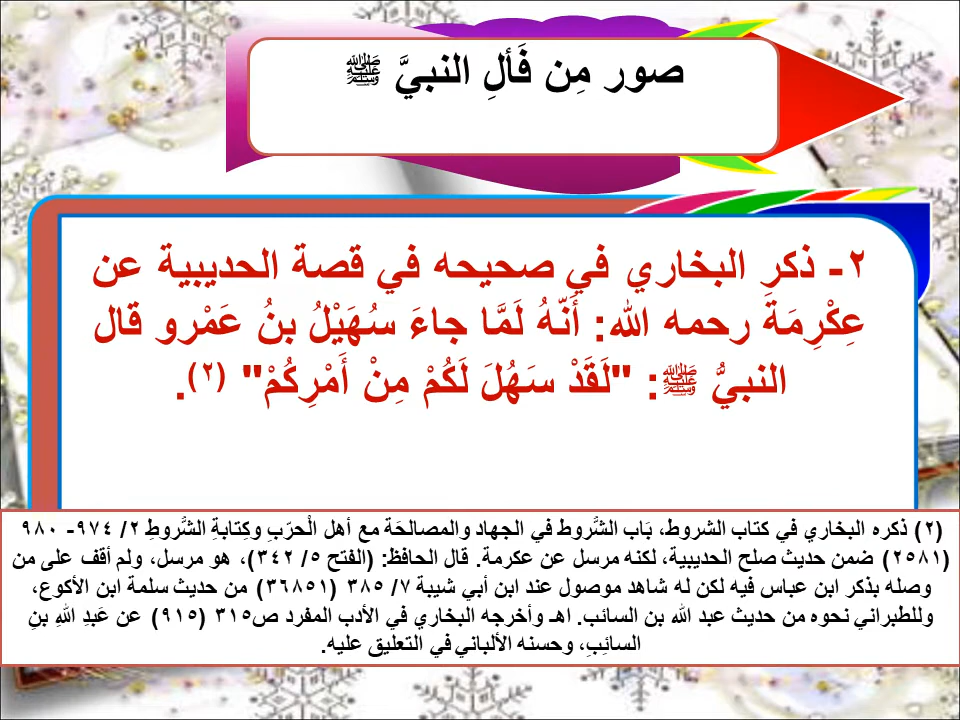 صور مِن فَألِ النبيَّ ﷺ
٢- ذكر البخاري في صحيحه في قصة الحديبية عن
عِكْرِمَةَ رحمه الله: أَنَّهُ لَمَّا جاءَ سُهَيْلُ بنُ عَمْرو قال
النبيُّ ﷺ: "لَقَدْ سَهُلَ لَكُمْ مِنْ أَمْرِكُمْ" (٢).
(٢) ذكره البخاري في كتاب الشروط، بَاب الشُّروط في الجهاد والمصالحَة مع أهل الْحرّبِ وكِتابةِ الشُّروطِ ٢/ ٩٧٤- ٩٨٠
(٢٥٨١) ضمن حديث صلح الحديبية، لكنه مرسل عن عكرمة. قال الحافظ: (الفتح ٥/ ٣٤٢)، هو مرسل، ولم أقف على من
وصله بذكر ابن عباس فيه لكن له شاهد موصول عند ابن أبي شيبة ٧/ ٣٨٥ (٣٦٨٥١) من حديث سلمة ابن الأكوع،
وللطبراني نحوه من حديث عبد الله بن السائب. اهـ وأخرجه البخاري في الأدب المفرد ص٣١٥ (٩١٥) عن عَبدِ اللهِ بنِ
السائِبِ، وحسنه الألباني في التعليق عليه.